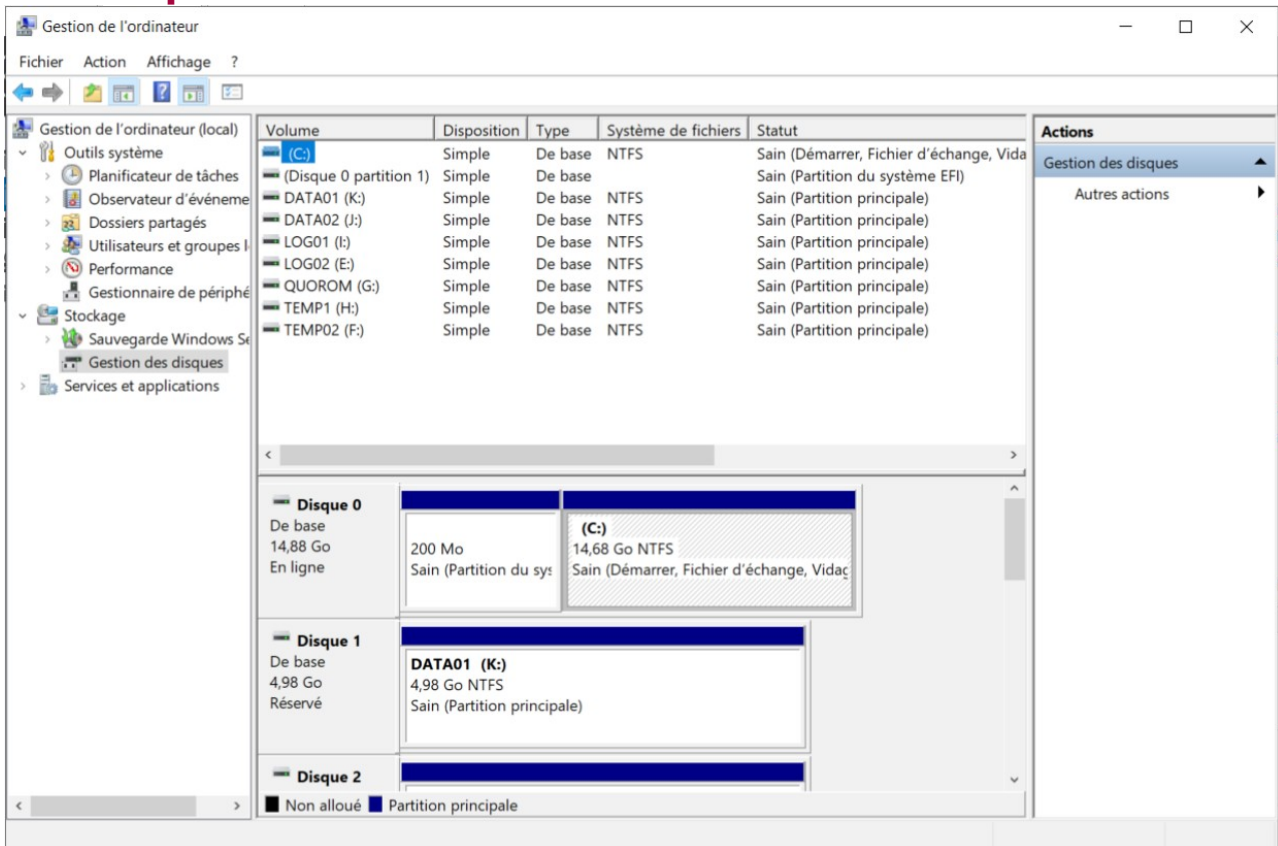 Gestion de l'ordinateur
Fichier Action Affichage ?
Gestion de l'ordinateur (local)
Outils système
Planificateur de tâches
Observateur d'événeme
Dossiers partagés
Utilisateurs et groupes l
Performance
Gestionnaire de périphé
Stockage
Sauvegarde Windows Se
Gestion des disques
Services et applications
Volume Disposition Type Système de fichiers Statut
(C:) Simple De base NTFS Sain (Démarrer, Fichier d'échange, Vida
(Disque 0 partition 1) Simple De base Sain (Partition du système EFI)
DATA01 (K:) Simple De base NTFS Sain (Partition principale)
DATA02 (J:) Simple De base NTFS Sain (Partition principale)
LOG01 (I:) Simple De base NTFS Sain (Partition principale)
LOG02 (E:) Simple De base NTFS Sain (Partition principale)
QUOROM (G:) Simple De base NTFS Sain (Partition principale)
TEMP1 (H:) Simple De base NTFS Sain (Partition principale)
TEMP02 (F:) Simple De base NTFS Sain (Partition principale)
Disque 0
De base
14,88 Go
En ligne
200 Mo
Sain (Partition du sys
(C:)
14,68 Go NTFS
Sain (Démarrer, Fichier d'échange, Vidag
Disque 1
De base
4,98 Go
Réservé
DATA01 (K:)
4,98 Go NTFS
Sain (Partition principale)
Disque 2
Non alloué Partition principale
Actions
Gestion des disques
Autres actions